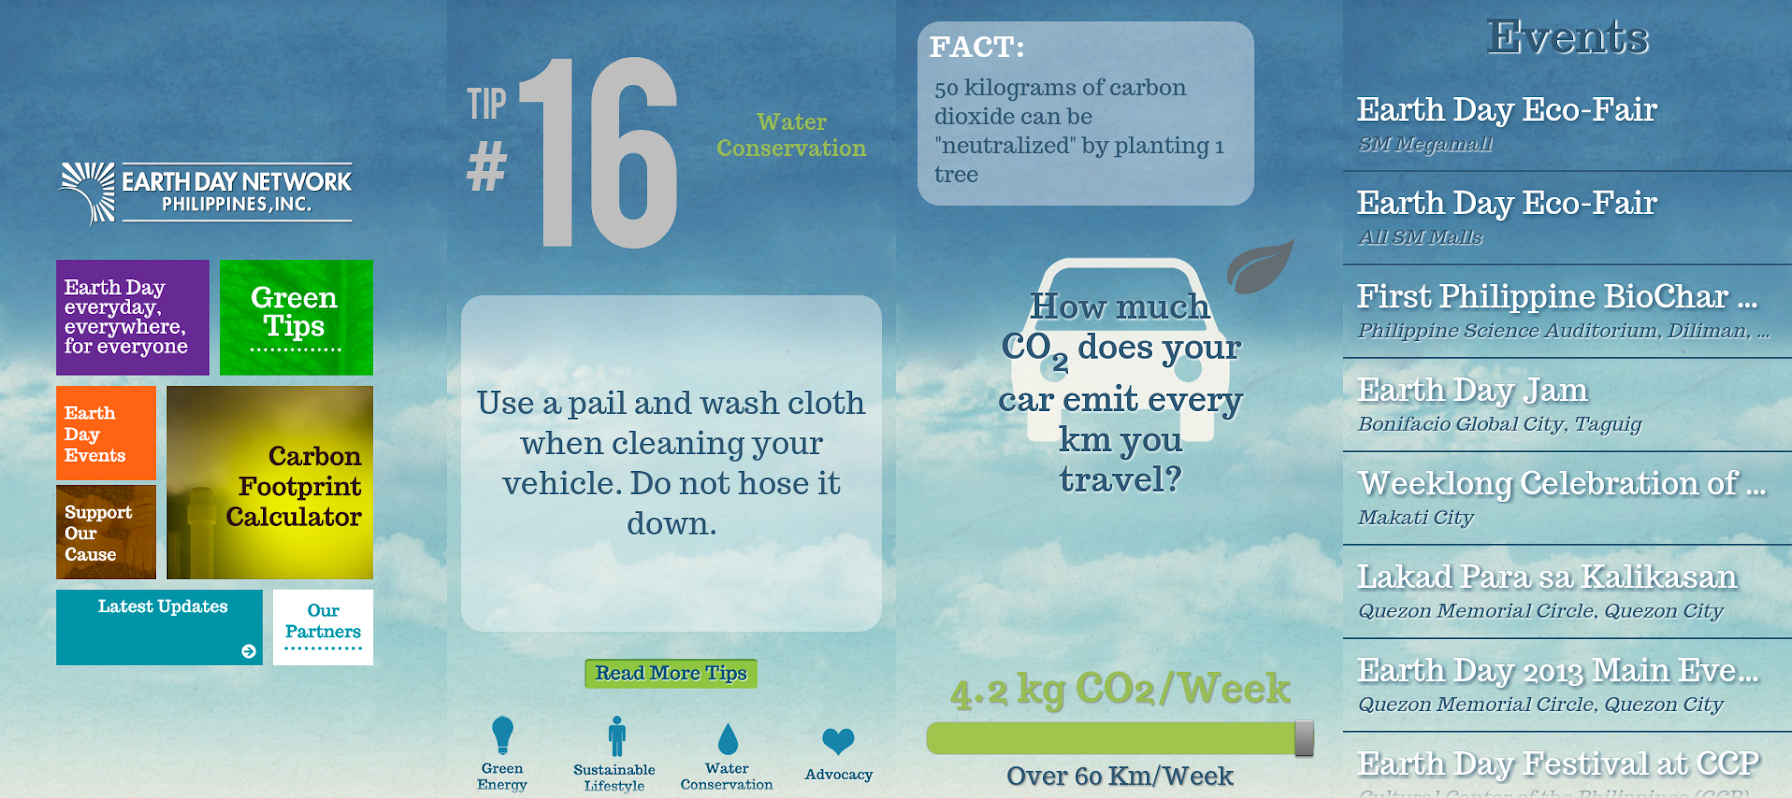 EARTH DAY NETWORK
PHILIPPINES, INC.
Earth Day
everyday,
everywhere,
for everyone
Green
Tips
Earth
Day
Events
Support
Our
Cause
Carbon
Footprint
Calculator
Latest Updates
Our
Partners
TIP
#16
Water
Conservation
Use a pail and wash cloth
when cleaning your
vehicle. Do not hose it
down.
Read More Tips
Green
Energy
Sustainable
Lifestyle
Water
Conservation
Advocacy
FACT:
50 kilograms of carbon
dioxide can be
"neutralized" by planting 1
tree
How much
CO2 does your
car emit every
km you
travel?
4.2 kg CO2/Week
Over 60 Km/Week
Events
Earth Day Eco-Fair
SM Megamall
Earth Day Eco-Fair
All SM Malls
First Philippine BioChar ...
Philippine Science Auditorium, Diliman, ...
Earth Day Jam
Bonifacio Global City, Taguig
Weeklong Celebration of ...
Makati City
Lakad Para sa Kalikasan
Quezon Memorial Circle, Quezon City
Earth Day 2013 Main Eve...
Quezon Memorial Circle, Quezon City
Earth Day Festival at CCP
Cultural Center of the Philippines (CCP)